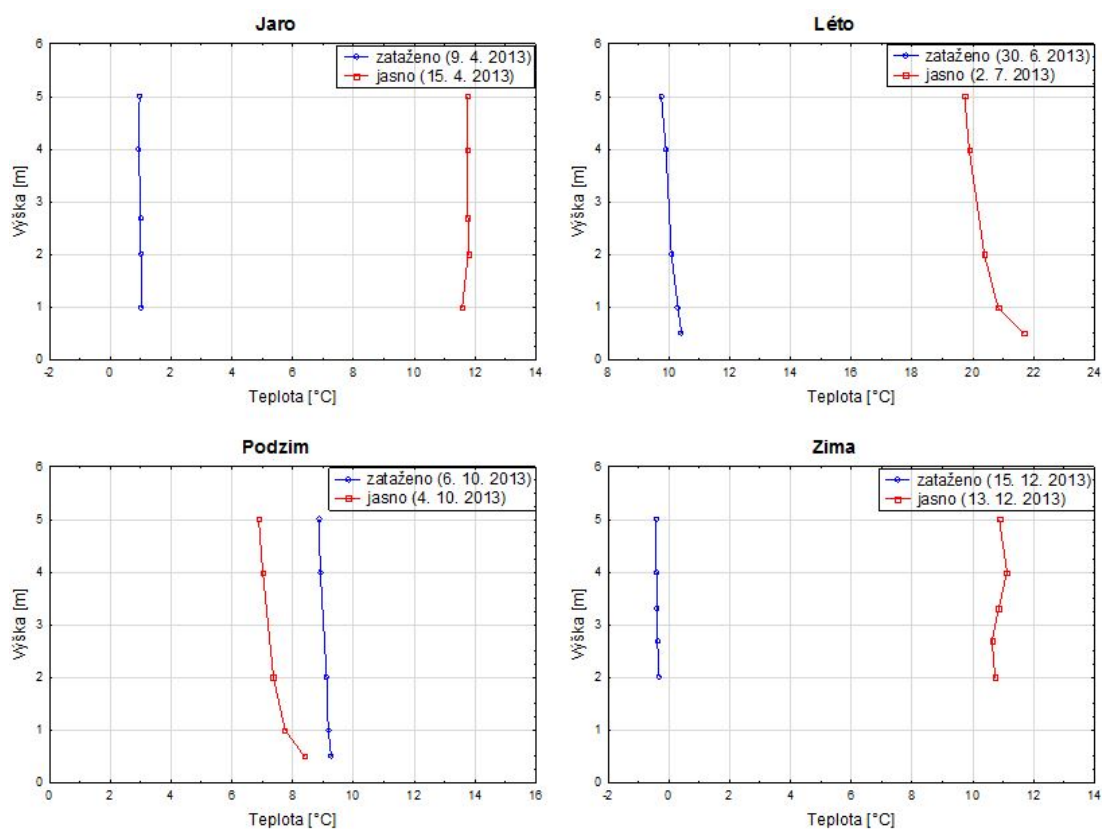 Jaro
zataženo (9. 4. 2013)
jasno (15. 4. 2013)
6
5
4
3
2
1
0
Výška [m]
-2 0 2 4 6 8 10 12 14
Teplota [°C]
Léto
zataženo (30. 6. 2013)
jasno (2. 7. 2013)
6
5
4
3
2
1
0
Výška [m]
8 10 12 14 16 18 20 22 24
Teplota [°C]
Podzim
zataženo (6. 10. 2013)
jasno (4. 10. 2013)
6
5
4
3
2
1
0
Výška [m]
0 2 4 6 8 10 12 14 16
Teplota [°C]
Zima
zataženo (15. 12. 2013)
jasno (13. 12. 2013)
6
5
4
3
2
1
0
Výška [m]
-2 0 2 4 6 8 10 12 14
Teplota [°C]